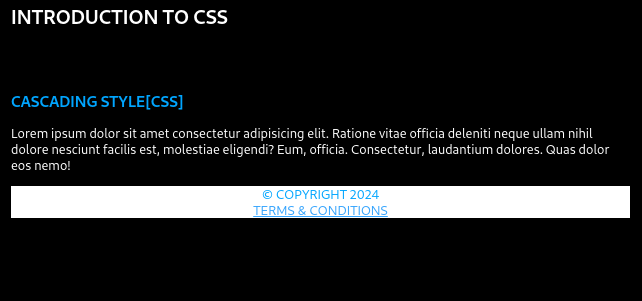 INTRODUCTION TO CSS
CASCADING STYLE[CSS]
Lorem ipsum dolor sit amet consectetur adipisicing elit. Ratione vitae officia deleniti neque ullam nihil
dolore nesciunt facilis est, molestiae eligendi? Eum, officia. Consectetur, laudantium dolores. Quas dolor
eos nemo!
© COPYRIGHT 2024
TERMS & CONDITIONS